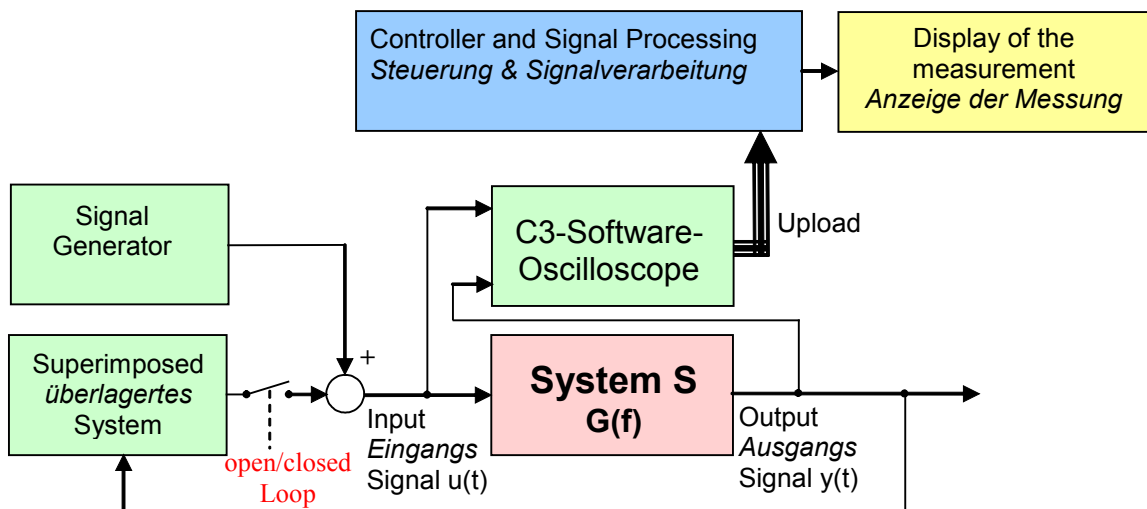 Controller and Signal Processing
Steuerung & Signalverarbeitung
Display of the
measurement
Anzeige der Messung
Signal
Generator
C3-Software-
Oscilloscope
Upload
Superimposed
überlagertes
System
+
System S
G(f)
Input
Eingangs
Signal u(t)
Output
Ausgangs
Signal y(t)
open/closed
Loop